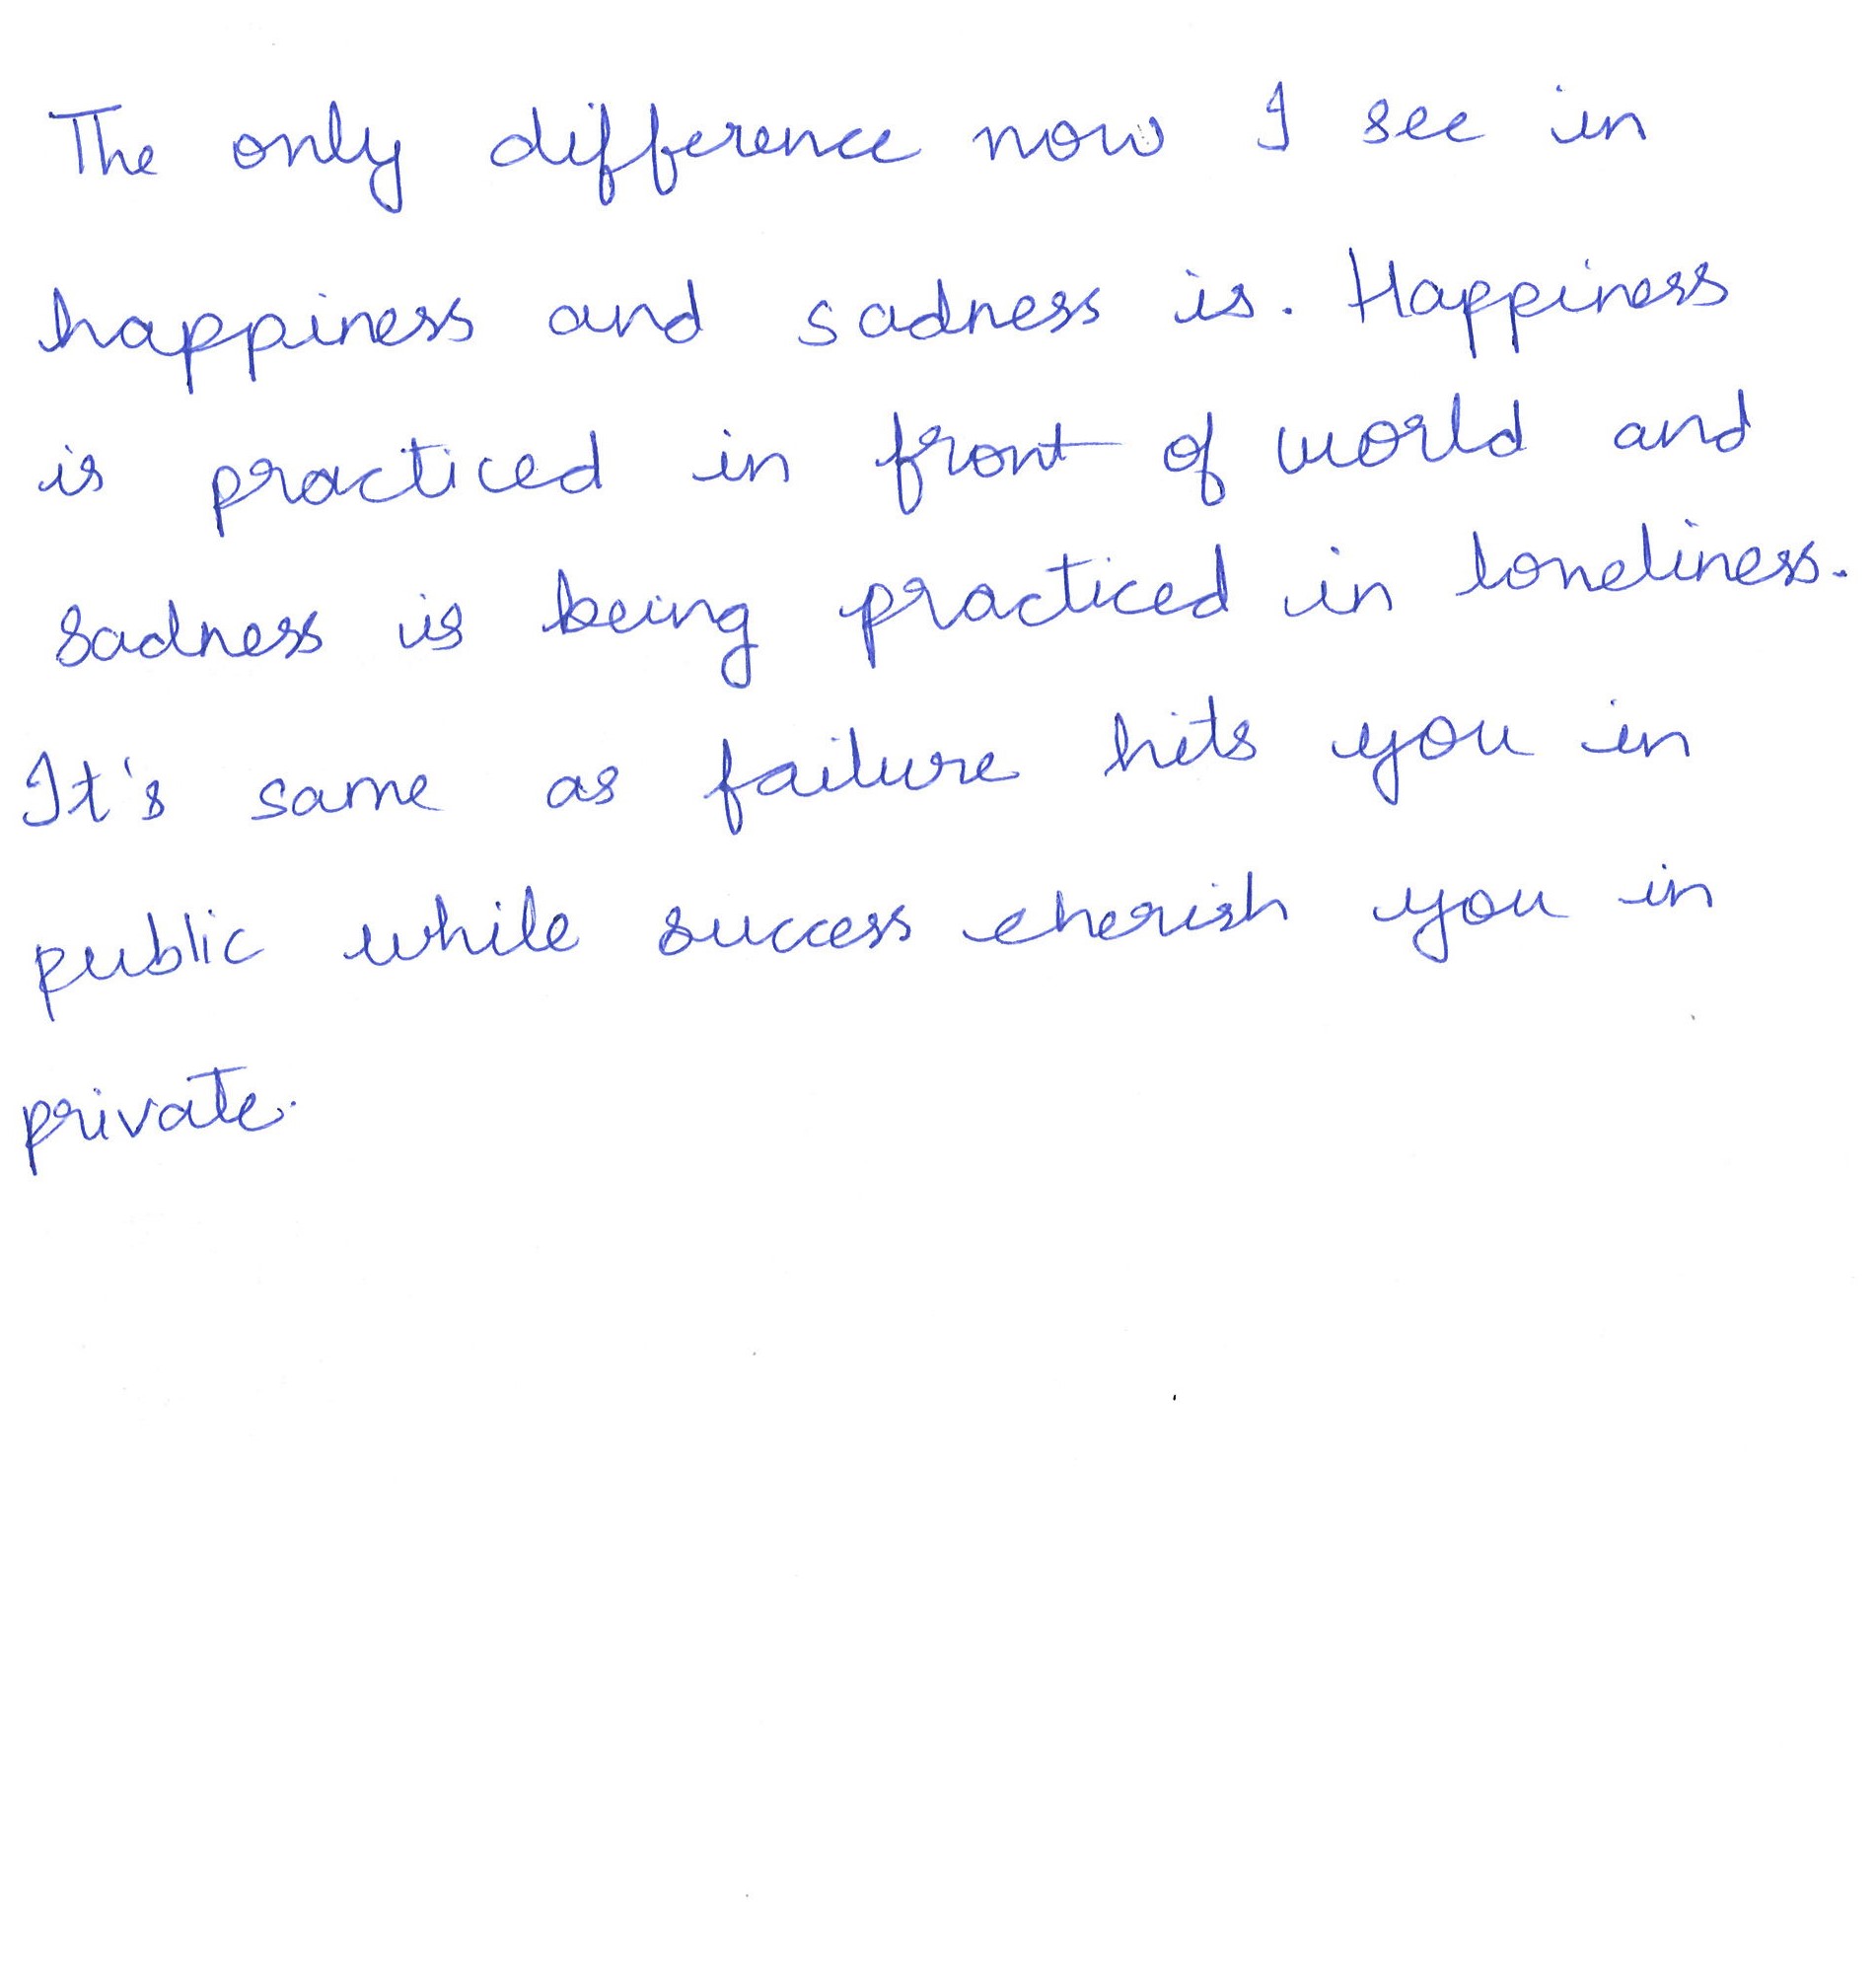 The only difference now I see in
happiness and sadness is. Happiness
is practiced in front of world and
sadness is being practiced in loneliness.
It's same as failure hits you in
public while success cherish you in
private.